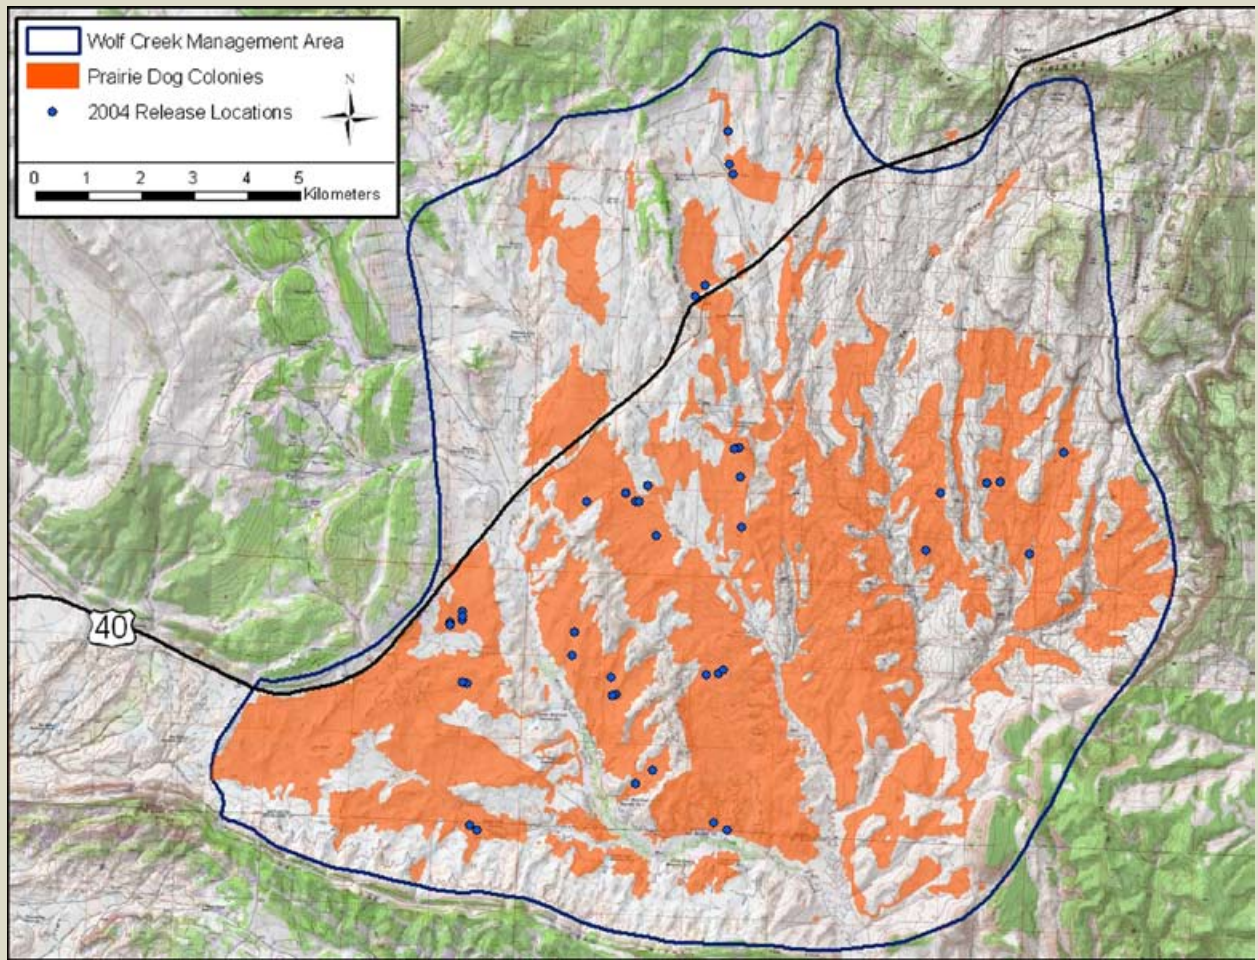 Wolf Creek Management Area
Prairie Dog Colonies
2004 Release Locations
N
0 1 2 3 4 5
Kilometers
40